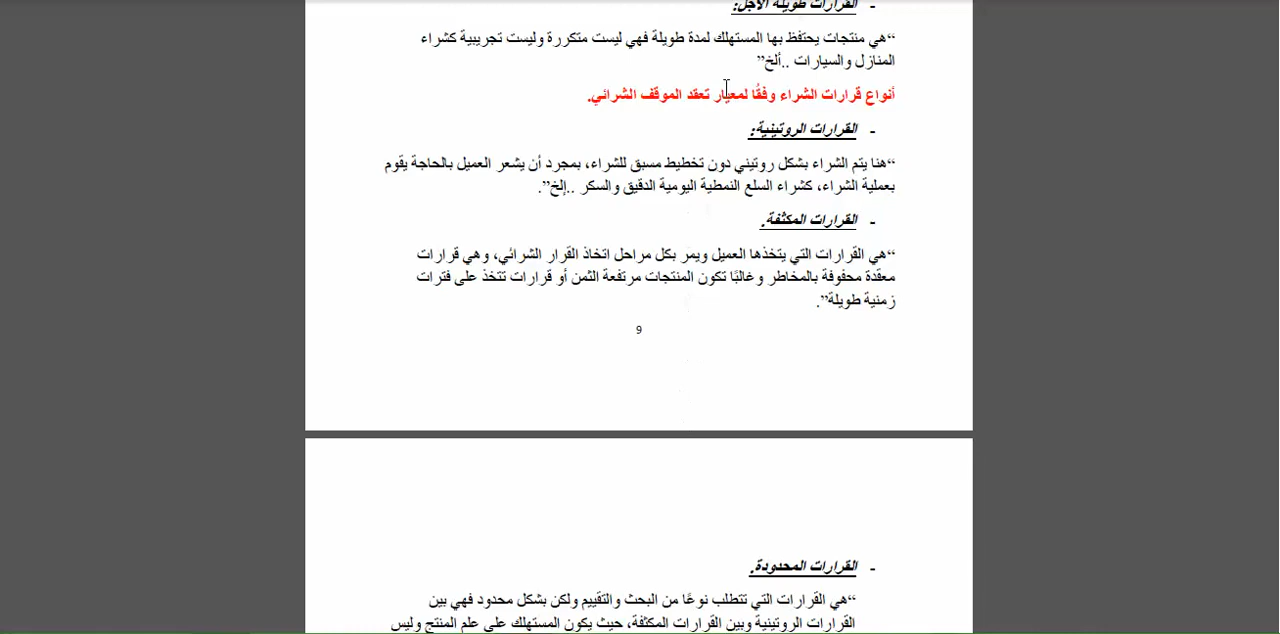 - القرارات طويلة الأجل:
“هي منتجات يحتفظ بها المستهلك لمدة طويلة فهي ليست متكررة وليست تجريبية كشراء
المنازل والسيارات ..ألخ”
أنواع قرارات الشراء وفقًا لمعيار تعقد الموقف الشرائي.
- القرارات الروتينية:
“هنا يتم الشراء بشكل روتيني دون تخطيط مسبق للشراء، بمجرد أن يشعر العميل بالحاجة يقوم
بعملية الشراء، كشراء السلع النمطية اليومية الدقيق والسكر ..إلخ”.
- القرارات المكثفة.
“هي القرارات التي يتخذها العميل ويمر بكل مراحل اتخاذ القرار الشرائي، وهي قرارات
معقدة محفوفة بالمخاطر وغالبًا تكون المنتجات مرتفعة الثمن أو قرارات تتخذ على فترات
زمنية طويلة”.
9
- القرارات المحدودة.
“هي القرارات التي تتطلب نوعًا من البحث والتقييم ولكن بشكل محدود فهي بين
القرارات الروتينية وبين القرارات المكثفة، حيث يكون المستهلك على علم المنتج وليس